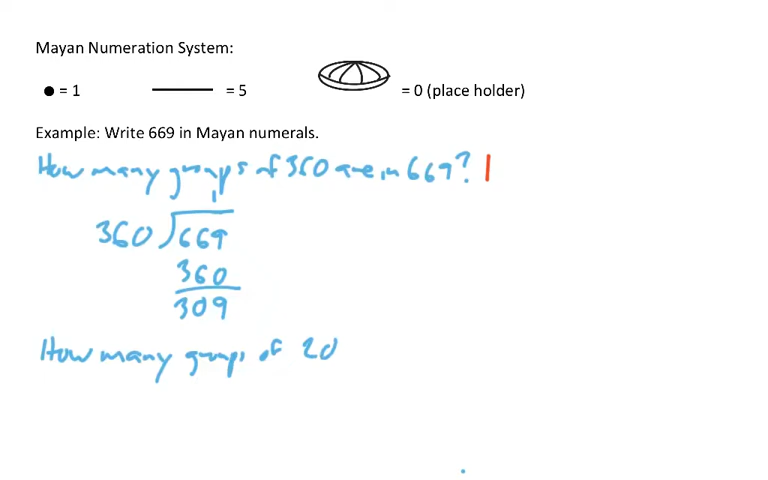 Mayan Numeration System:
= 1 = 5 = 0 (place holder)
Example: Write 669 in Mayan numerals.
How many groups of 360 are in 669? 1
1
360 669
360
309
How many groups of 20